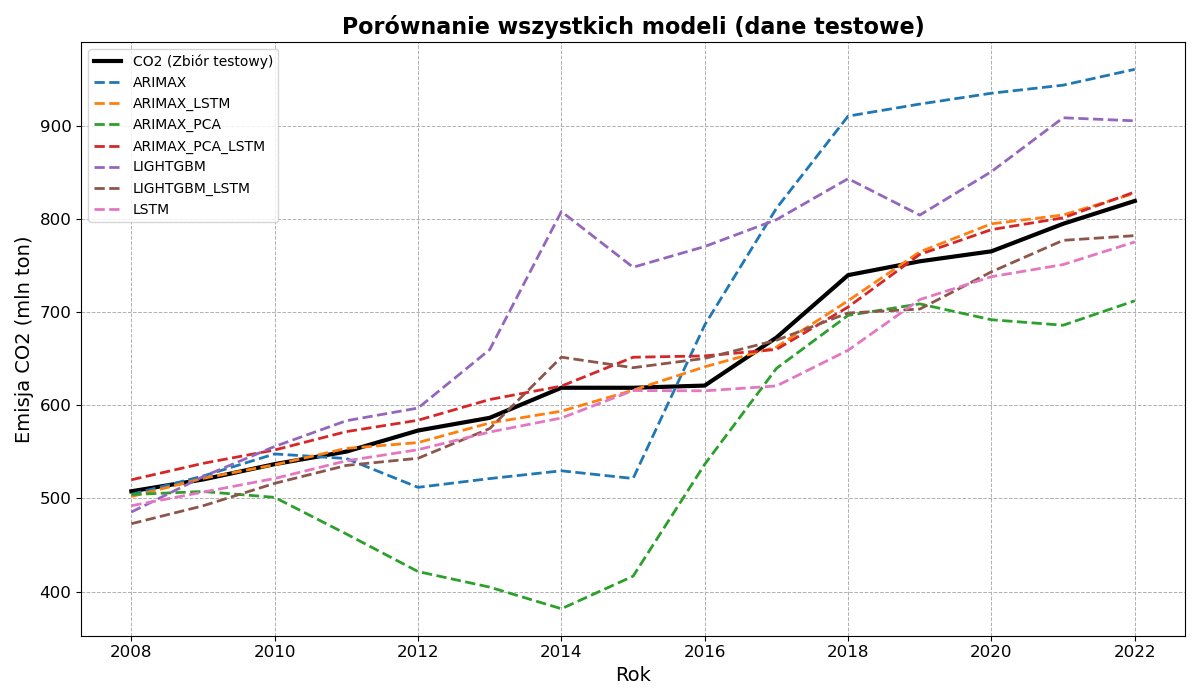 Porównanie wszystkich modeli (dane testowe)
CO2 (Zbiór testowy)
ARIMAX
ARIMAX_LSTM
ARIMAX_PCA
ARIMAX_PCA_LSTM
LIGHTGBM
LIGHTGBM_LSTM
LSTM
Emisja CO2 (mln ton)
900
800
700
600
500
400
2008 2010 2012 2014 2016 2018 2020 2022
Rok